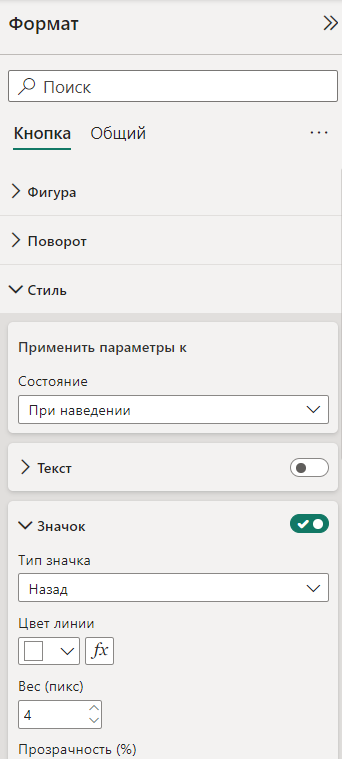 Формат
Поиск
Кнопка Общий
Фигура
Поворот
Стиль
Применить параметры к
Состояние
При наведении
Текст
Значок
Тип значка
Назад
Цвет линии
fx
Вес (пикс)
4
Прозрачность (%)